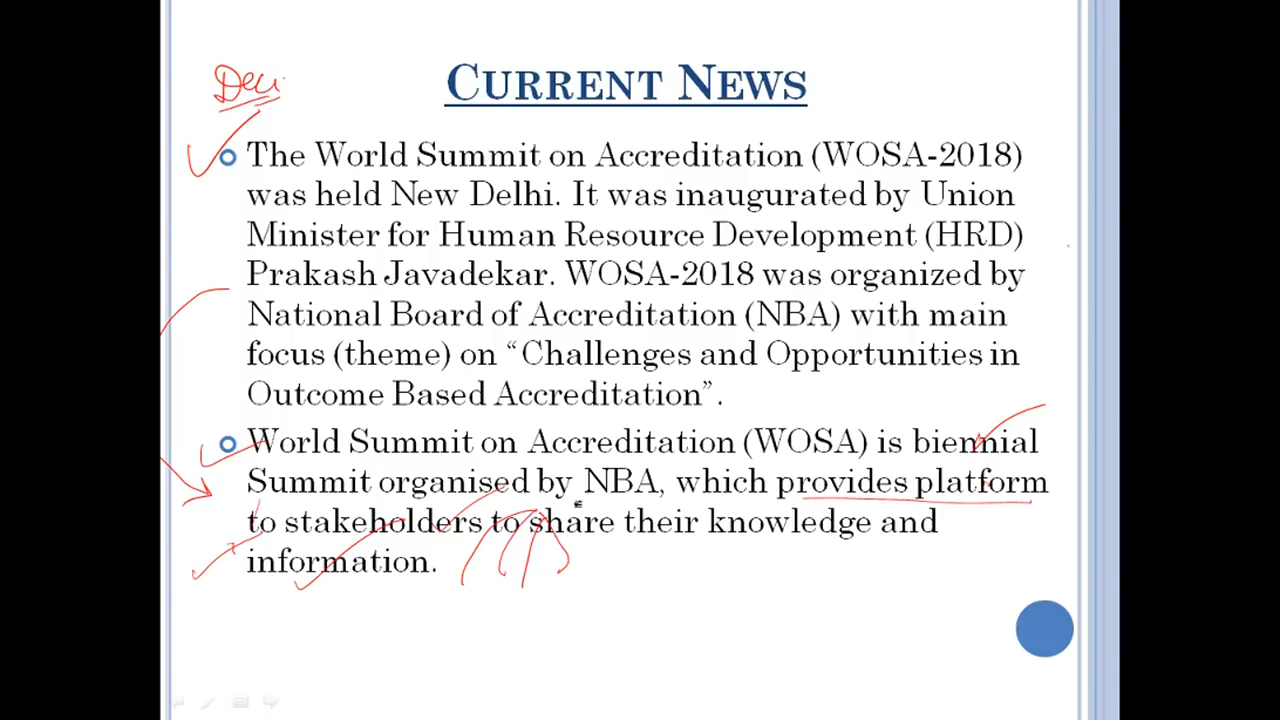 CURRENT NEWS
The World Summit on Accreditation (WOSA-2018)
was held New Delhi. It was inaugurated by Union
Minister for Human Resource Development (HRD)
Prakash Javadekar. WOSA-2018 was organized by
National Board of Accreditation (NBA) with main
focus (theme) on “Challenges and Opportunities in
Outcome Based Accreditation”.
World Summit on Accreditation (WOSA) is biennial
Summit organised by NBA, which provides platform
to stakeholders to share their knowledge and
information.